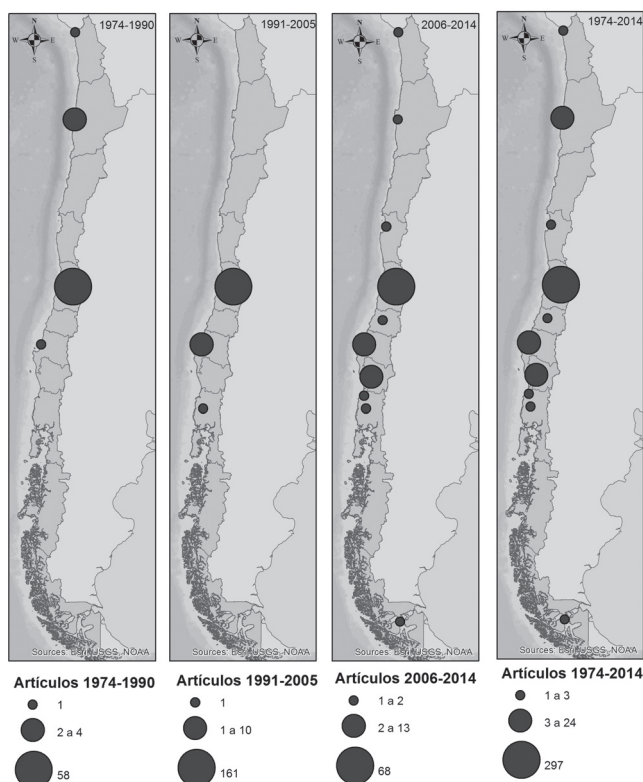 1974-1990
N
W E
S
Sources: Esri, USGS, NOAA
Artículos 1974-1990
1
2 a 4
58
1991-2005
Sources: Esri, USGS, NOAA
Artículos 1991-2005
1
1 a 10
161
2006-2014
N
W E
S
Sources: Esri, USGS, NOAA
Artículos 2006-2014
1 a 2
2 a 13
68
1974-2014
N
W E
S
Sources: Esri, USGS, NOAA
Artículos 1974-2014
1 a 3
3 a 24
297